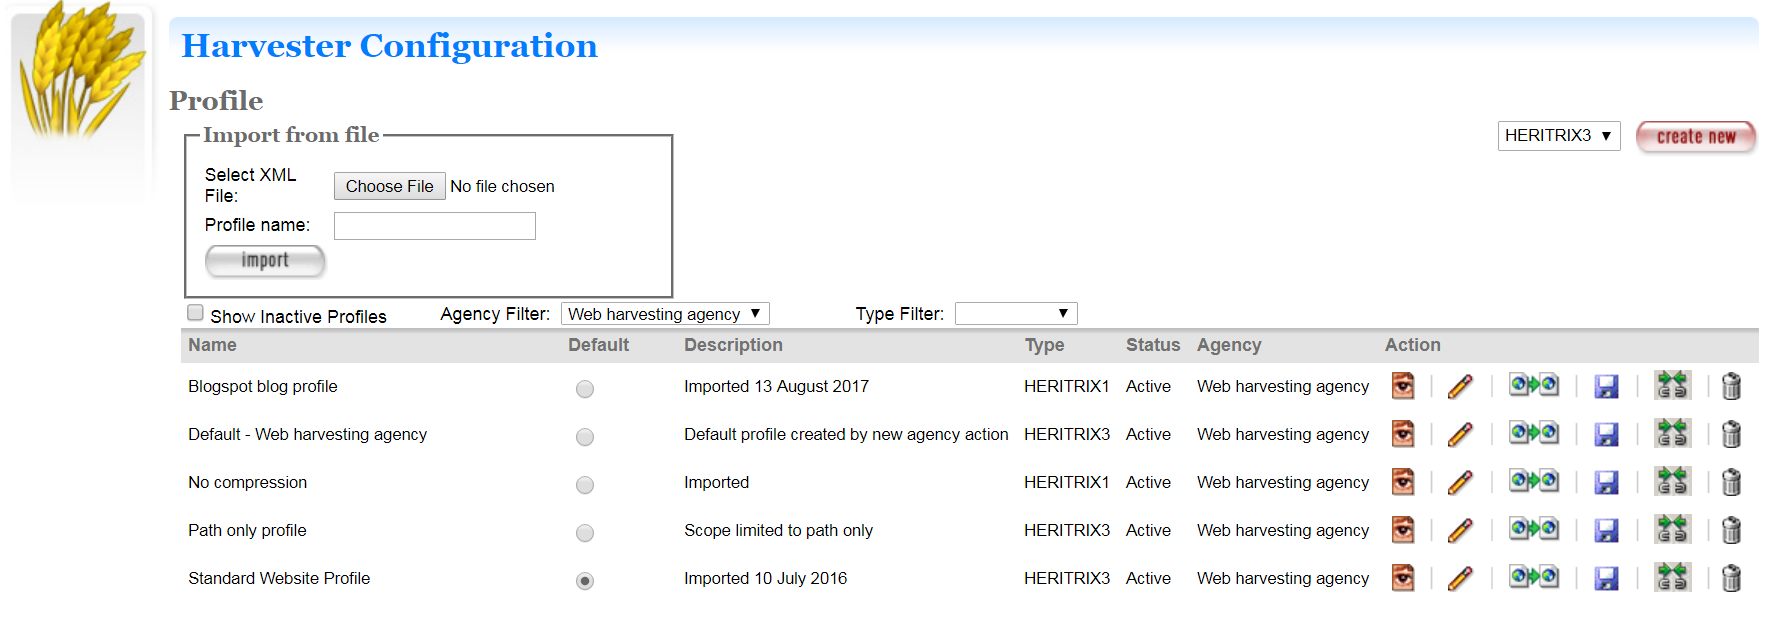 Harvester Configuration
Profile
Import from file
HERITRIX3 create new
Select XML
File:
Choose File No file chosen
Profile name:
import
Show Inactive Profiles Agency Filter: Web harvesting agency Type Filter:
Name Default Description Type Status Agency Action
Blogspot blog profile Imported 13 August 2017 HERITRIX1 Active Web harvesting agency
Default - Web harvesting agency Default profile created by new agency action HERITRIX3 Active Web harvesting agency
No compression Imported HERITRIX1 Active Web harvesting agency
Path only profile Scope limited to path only HERITRIX3 Active Web harvesting agency
Standard Website Profile Imported 10 July 2016 HERITRIX3 Active Web harvesting agency